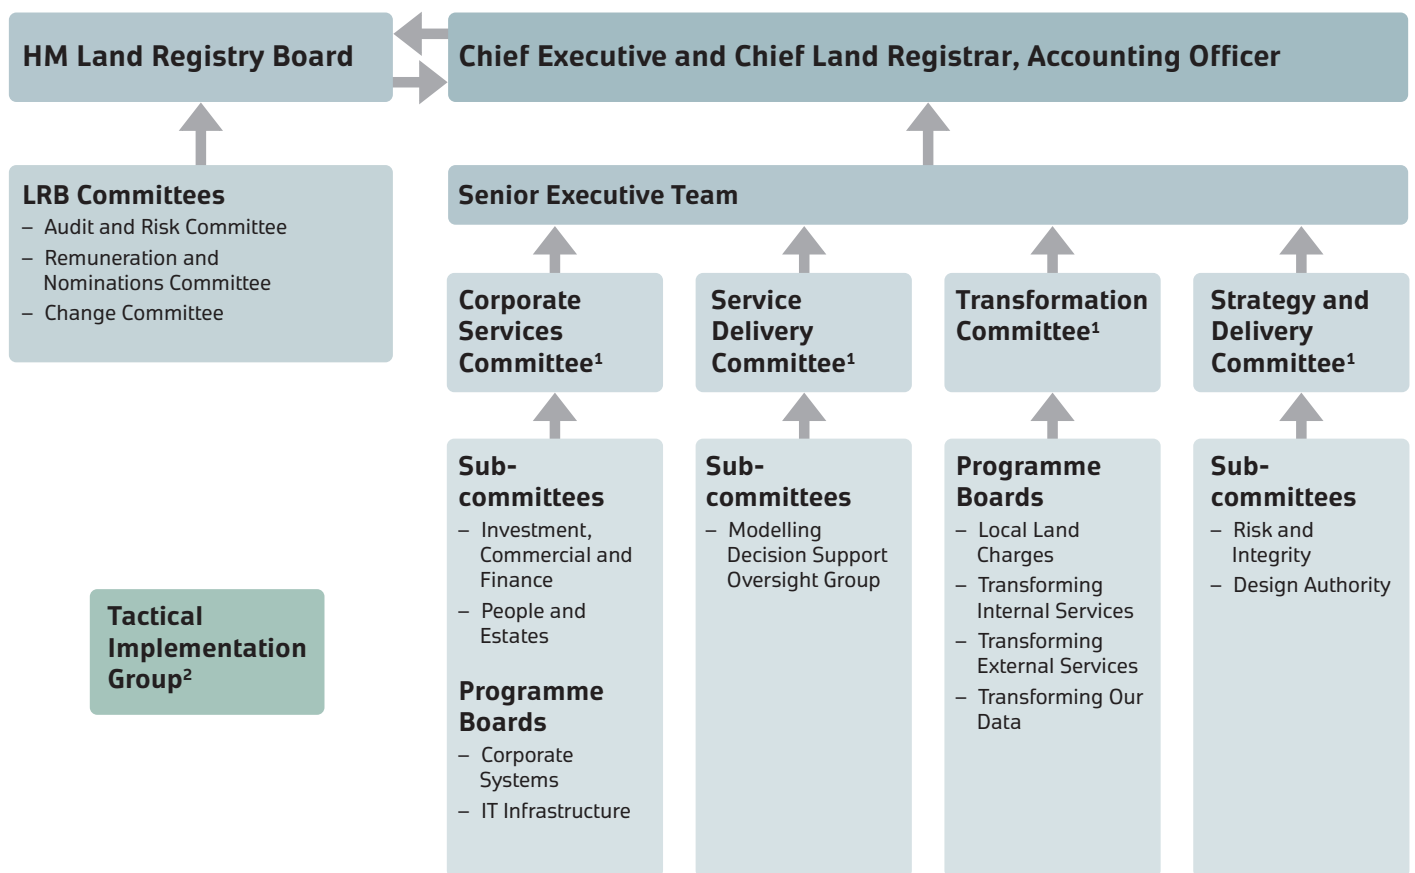 HM Land Registry Board
Chief Executive and Chief Land Registrar, Accounting Officer
LRB Committees
– Audit and Risk Committee
– Remuneration and
Nominations Committee
– Change Committee
Senior Executive Team
Corporate
Services
Committee¹
Service
Delivery
Committee¹
Transformation
Committee¹
Strategy and
Delivery
Committee¹
Sub-
committees
– Investment,
Commercial and
Finance
– People and
Estates
Programme
Boards
– Corporate
Systems
– IT Infrastructure
Sub-
committees
– Modelling
Decision Support
Oversight Group
Programme
Boards
– Local Land
Charges
– Transforming
Internal Services
– Transforming
External Services
– Transforming Our
Data
Sub-
committees
– Risk and
Integrity
– Design Authority
Tactical
Implementation
Group²